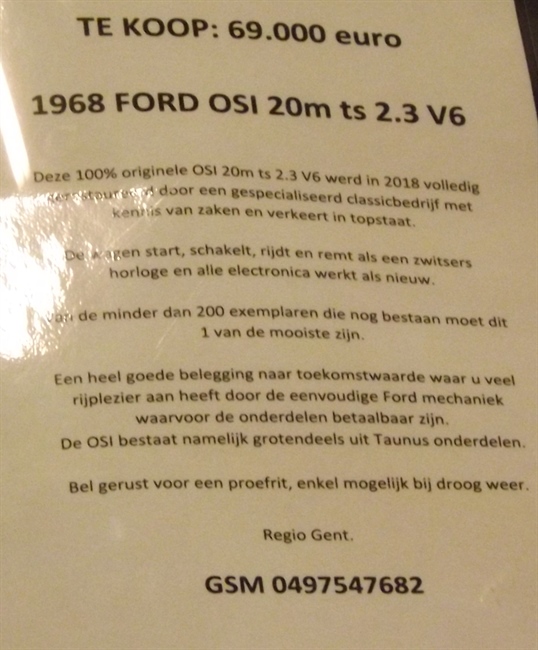 TE KOOP: 69.000 euro
1968 FORD OSI 20m ts 2.3 V6
Deze 100% originele OSI 20m ts 2.3 V6 werd in 2018 volledig
door een gespecialiseerd classicbedrijf met
kennis van zaken en verkeert in topstaat.
De wagen start, schakelt, rijdt en remt als een zwitsers
horloge en alle electronica werkt als nieuw.
Van de minder dan 200 exemplaren die nog bestaan moet dit
1 van de mooiste zijn.
Een heel goede belegging naar toekomstwaarde waar u veel
rijplezier aan heeft door de eenvoudige Ford mechaniek
waarvoor de onderdelen betaalbaar zijn.
De OSI bestaat namelijk grotendeels uit Taunus onderdelen.
Bel gerust voor een proefrit, enkel mogelijk bij droog weer.
Regio Gent.
GSM 0497547682